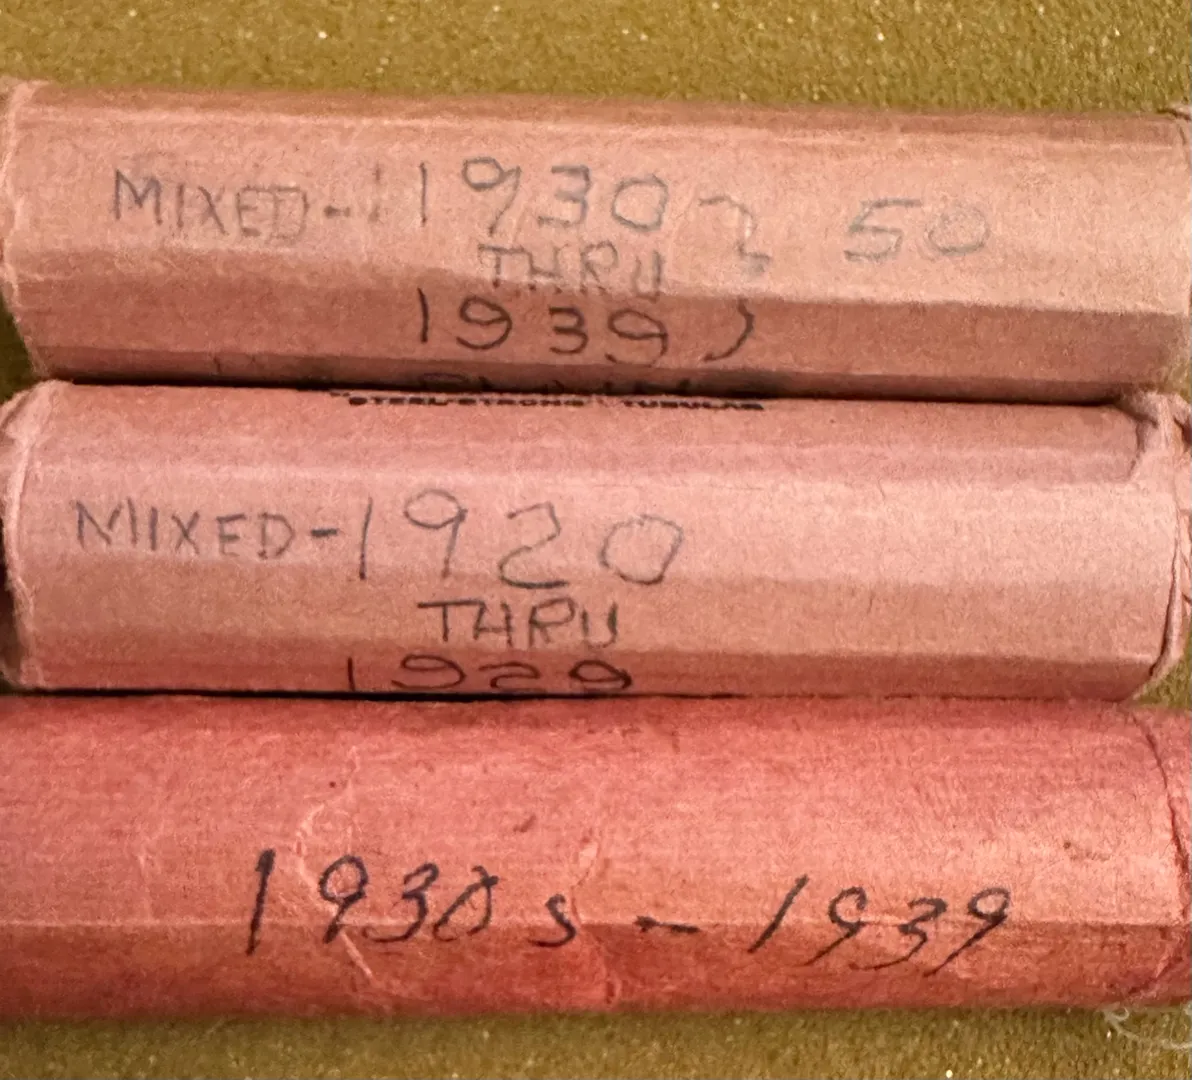 MIXED-1930 } 50
THRU
1939
STEEL-STRONG TUBULAR
MIXED-1920
THRU
1929
1930s - 1939